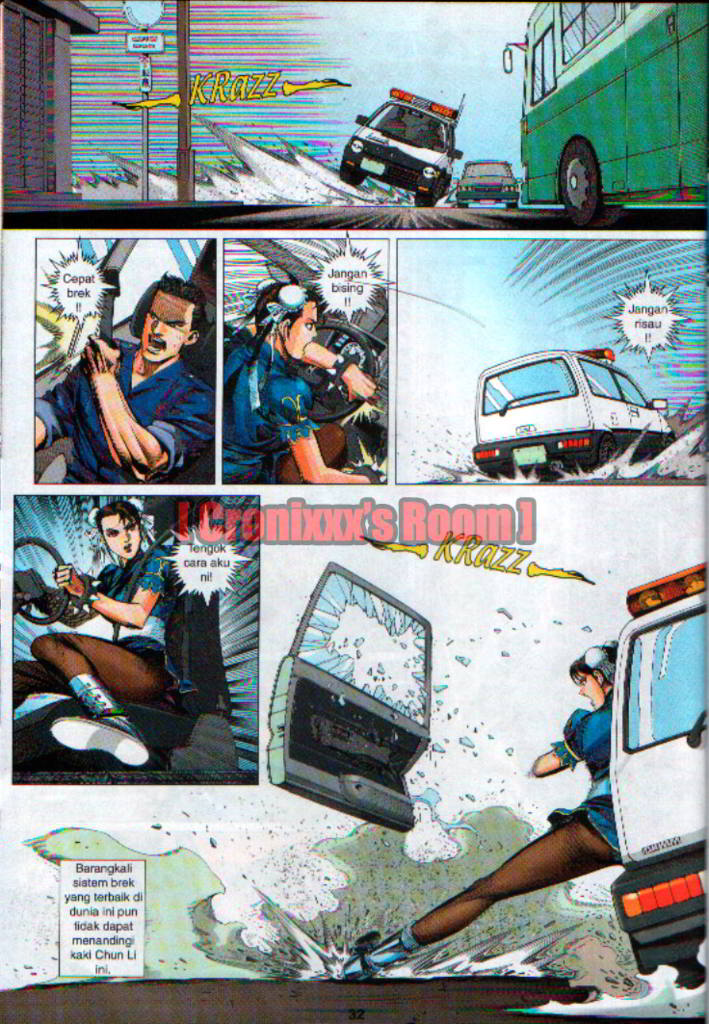 KRazz
Cepat
brek
!!
Jangan
bising
!!
Jangan
risau
!!
[ Cronixxx's Room ]
Tengok
cara aku
ni!
KRazz
Barangkali
sistem brek
yang terbaik di
dunia ini pun
tidak dapat
menandingi
kaki Chun Li
ini.
32